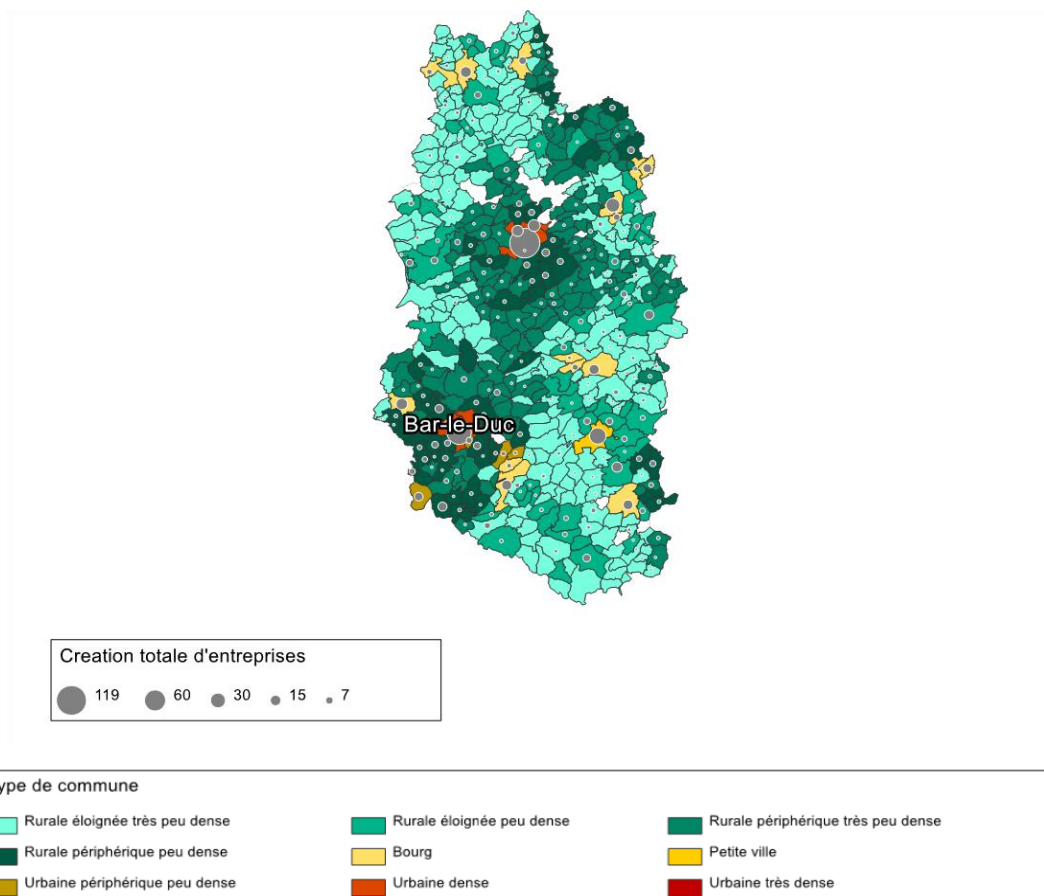 Bar-le-Duc
Creation totale d'entreprises
119 60 30 15 7
ype de commune
Rurale éloignée très peu dense Rurale éloignée peu dense Rurale périphérique très peu dense
Rurale périphérique peu dense Bourg Petite ville
Urbaine périphérique peu dense Urbaine dense Urbaine très dense